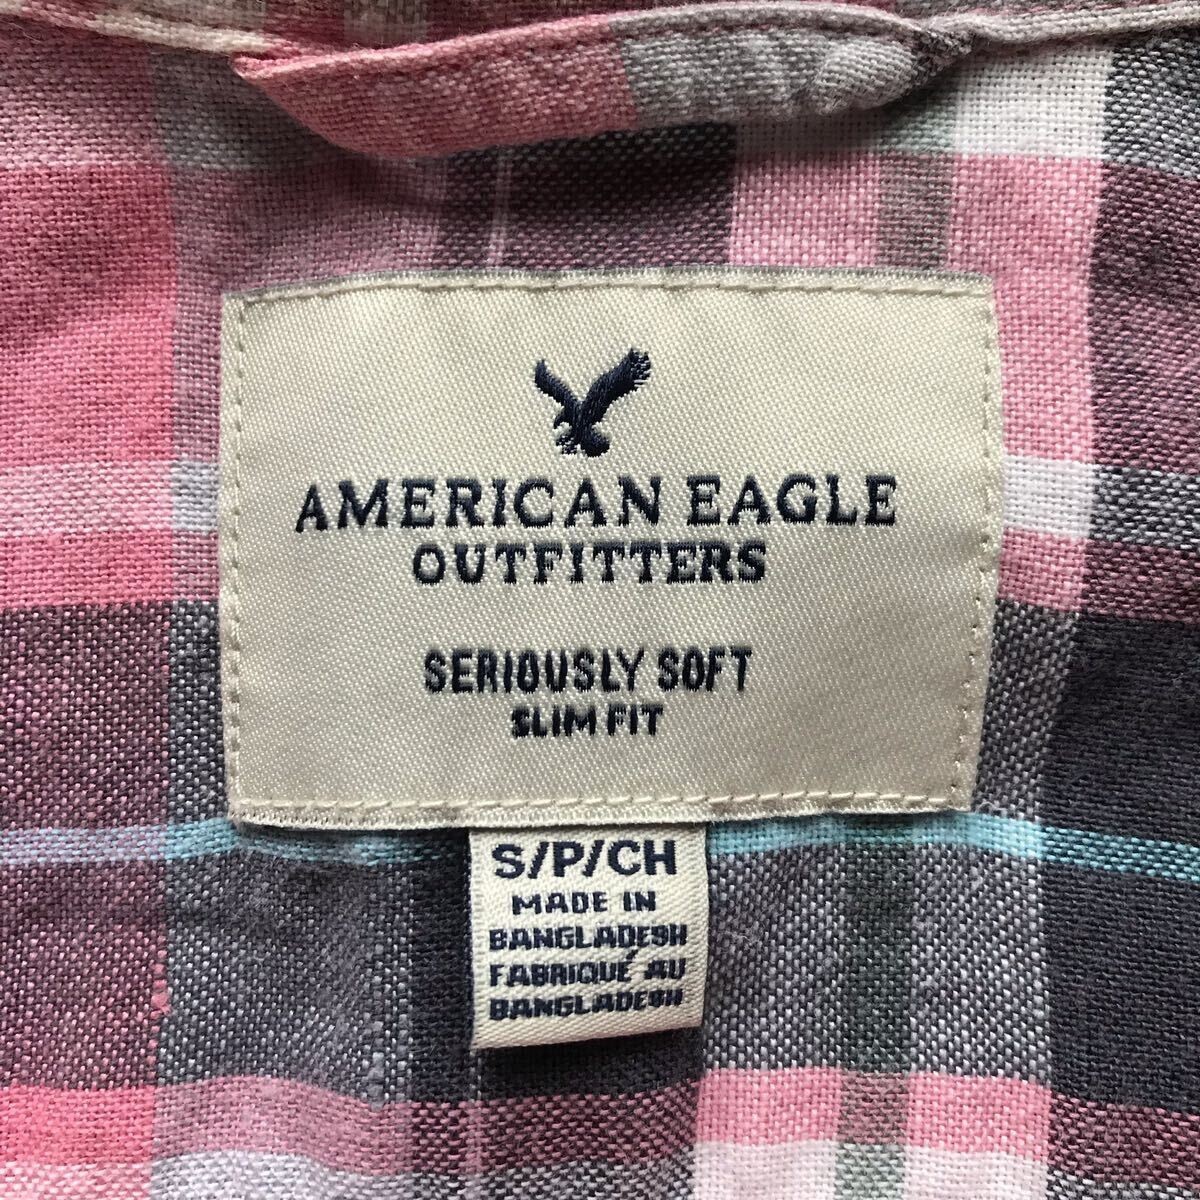 AMERICAN EAGLE
OUTFITTERS
SERIOUSLY SOFT
SLIM FIT
S/P/CH
MADE IN
BANGLADESH
FABRIQUÉ AU
BANGLADESH